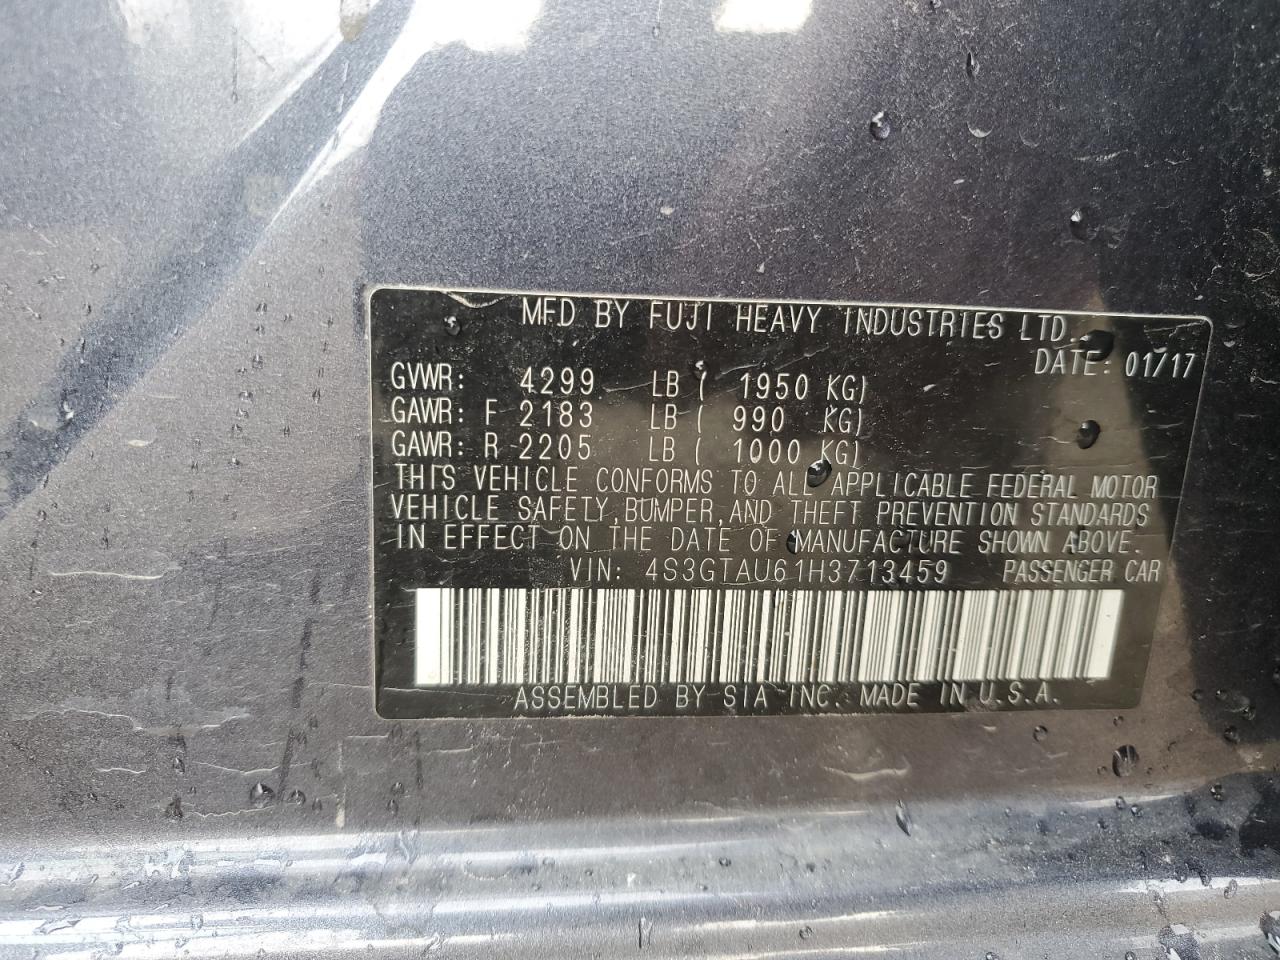 MFD BY FUJI HEAVY INDUSTRIES LTD.
DATE: 01/17
GVWR: 4299 LB ( 1950 KG)
GAWR: F 2183 LB ( 990 KG)
GAWR: R 2205 LB ( 1000 KG)
THIS VEHICLE CONFORMS TO ALL APPLICABLE FEDERAL MOTOR
VEHICLE SAFETY, BUMPER, AND THEFT PREVENTION STANDARDS
IN EFFECT ON THE DATE OF MANUFACTURE SHOWN ABOVE.
VIN: 4S3GTAU61H3713459 PASSENGER CAR
ASSEMBLED BY SIA INC. MADE IN U.S.A.